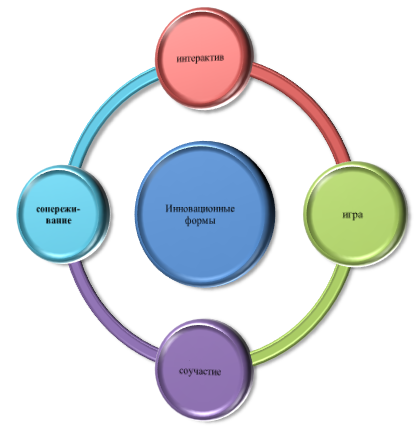 интерактив
сопережи-
вание
Инновационные
формы
игра
соучастие